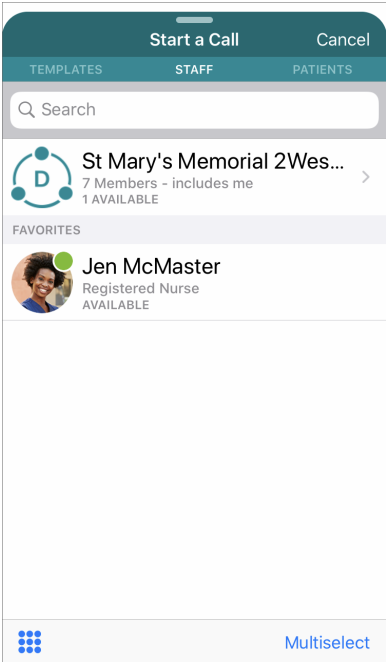 Start a Call
Cancel
TEMPLATES
STAFF
PATIENTS
Search
D
St Mary's Memorial 2Wes...
7 Members - includes me
1 AVAILABLE
FAVORITES
Jen McMaster
Registered Nurse
AVAILABLE
Multiselect